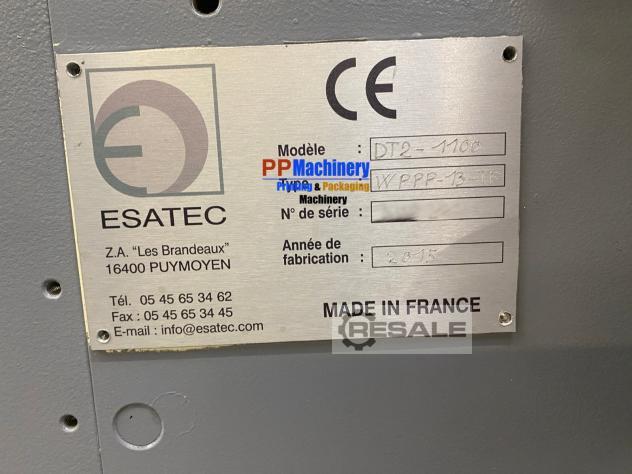 CE
ESATEC
Z.A. "Les Brandeaux"
16400 PUYMOYEN
Tél. 05 45 65 34 62
Fax : 05 45 65 34 45
E-mail : info@esatec.com
Modèle : DT2-1100
PPMachinery
Type : WPPP-13-
Printing & Packaging
Machinery
N° de série :
Année de
fabrication : 2015
MADE IN FRANCE
RESALE